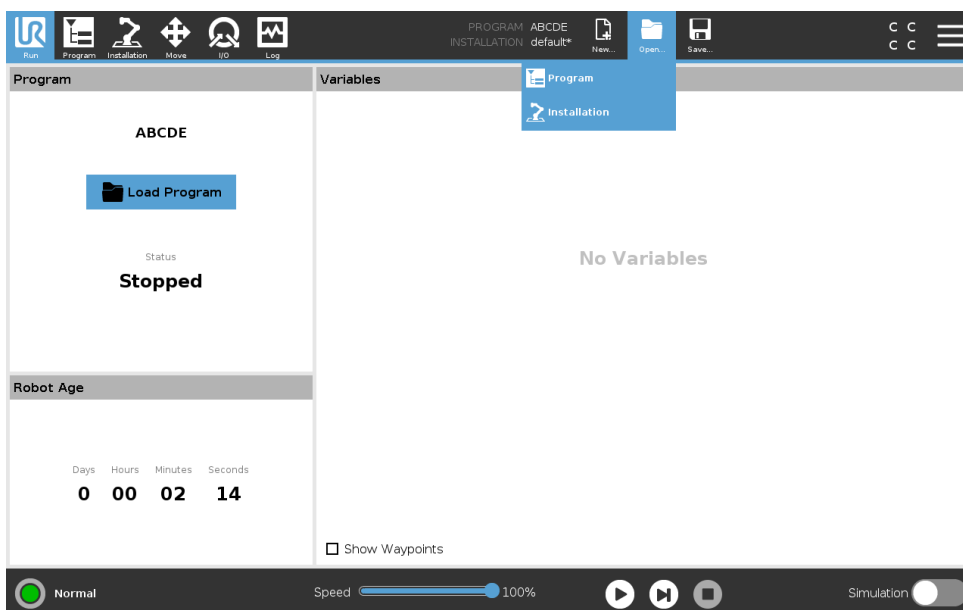 UR
Run Program Installation Move I/O Log
PROGRAM ABCDE
INSTALLATION default*
New... Open... Save...
C C
C C
Program
Installation
Program
ABCDE
Load Program
Status
Stopped
Variables
No Variables
Show Waypoints
Robot Age
Days Hours Minutes Seconds
0 00 02 14
Normal
Speed 100%
Simulation